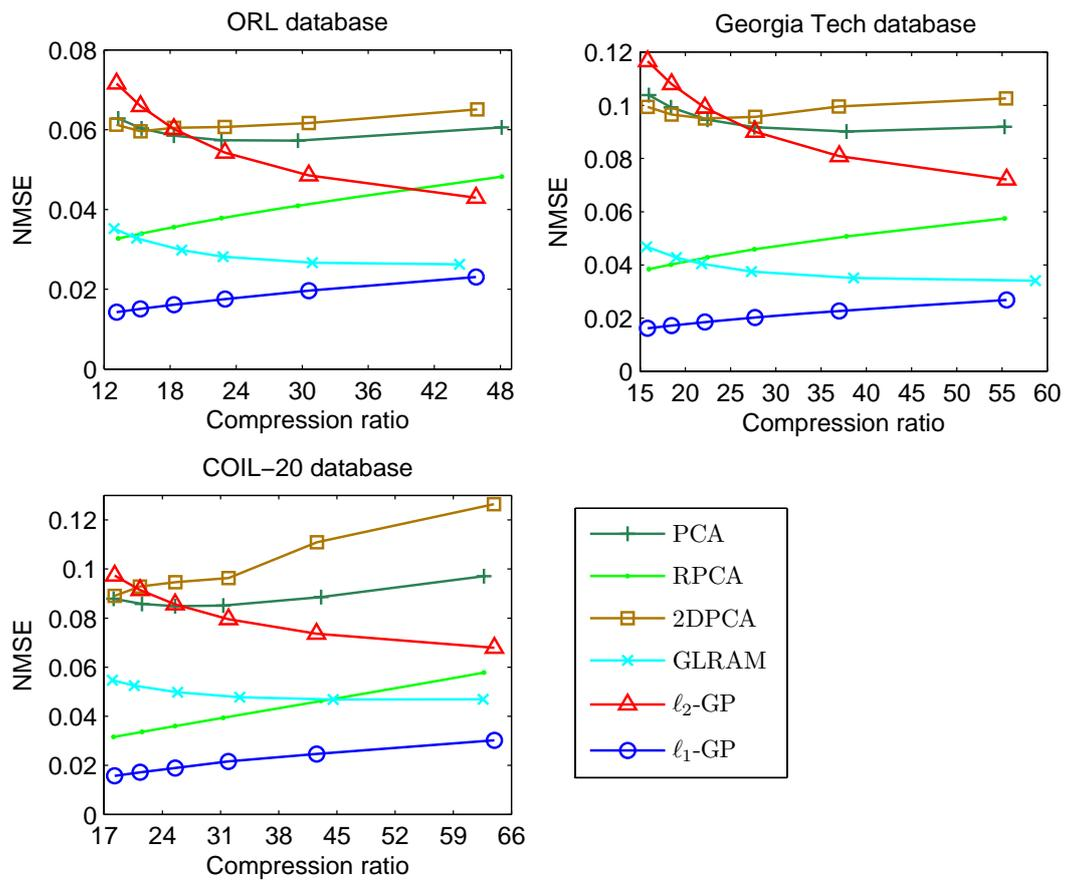 ORL database
NMSE
0.08
0.06
0.04
0.02
0
12 18 24 30 36 42 48
Compression ratio
Georgia Tech database
NMSE
0.12
0.1
0.08
0.06
0.04
0.02
0
15 20 25 30 35 40 45 50 55 60
Compression ratio
COIL−20 database
NMSE
0.12
0.1
0.08
0.06
0.04
0.02
0
17 24 31 38 45 52 59 66
Compression ratio
PCA
RPCA
2DPCA
GLRAM
ℓ₂-GP
ℓ₁-GP